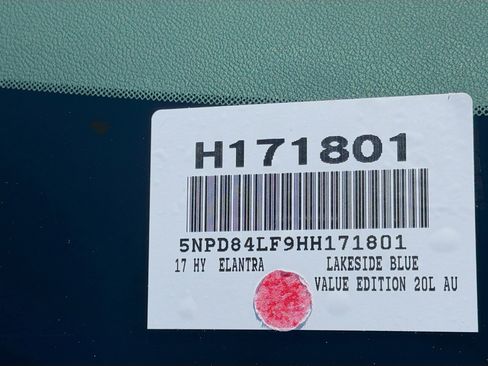 H171801
5NPD84LF9HH171801
17 HY ELANTRA LAKESIDE BLUE
VALUE EDITION 20L AU